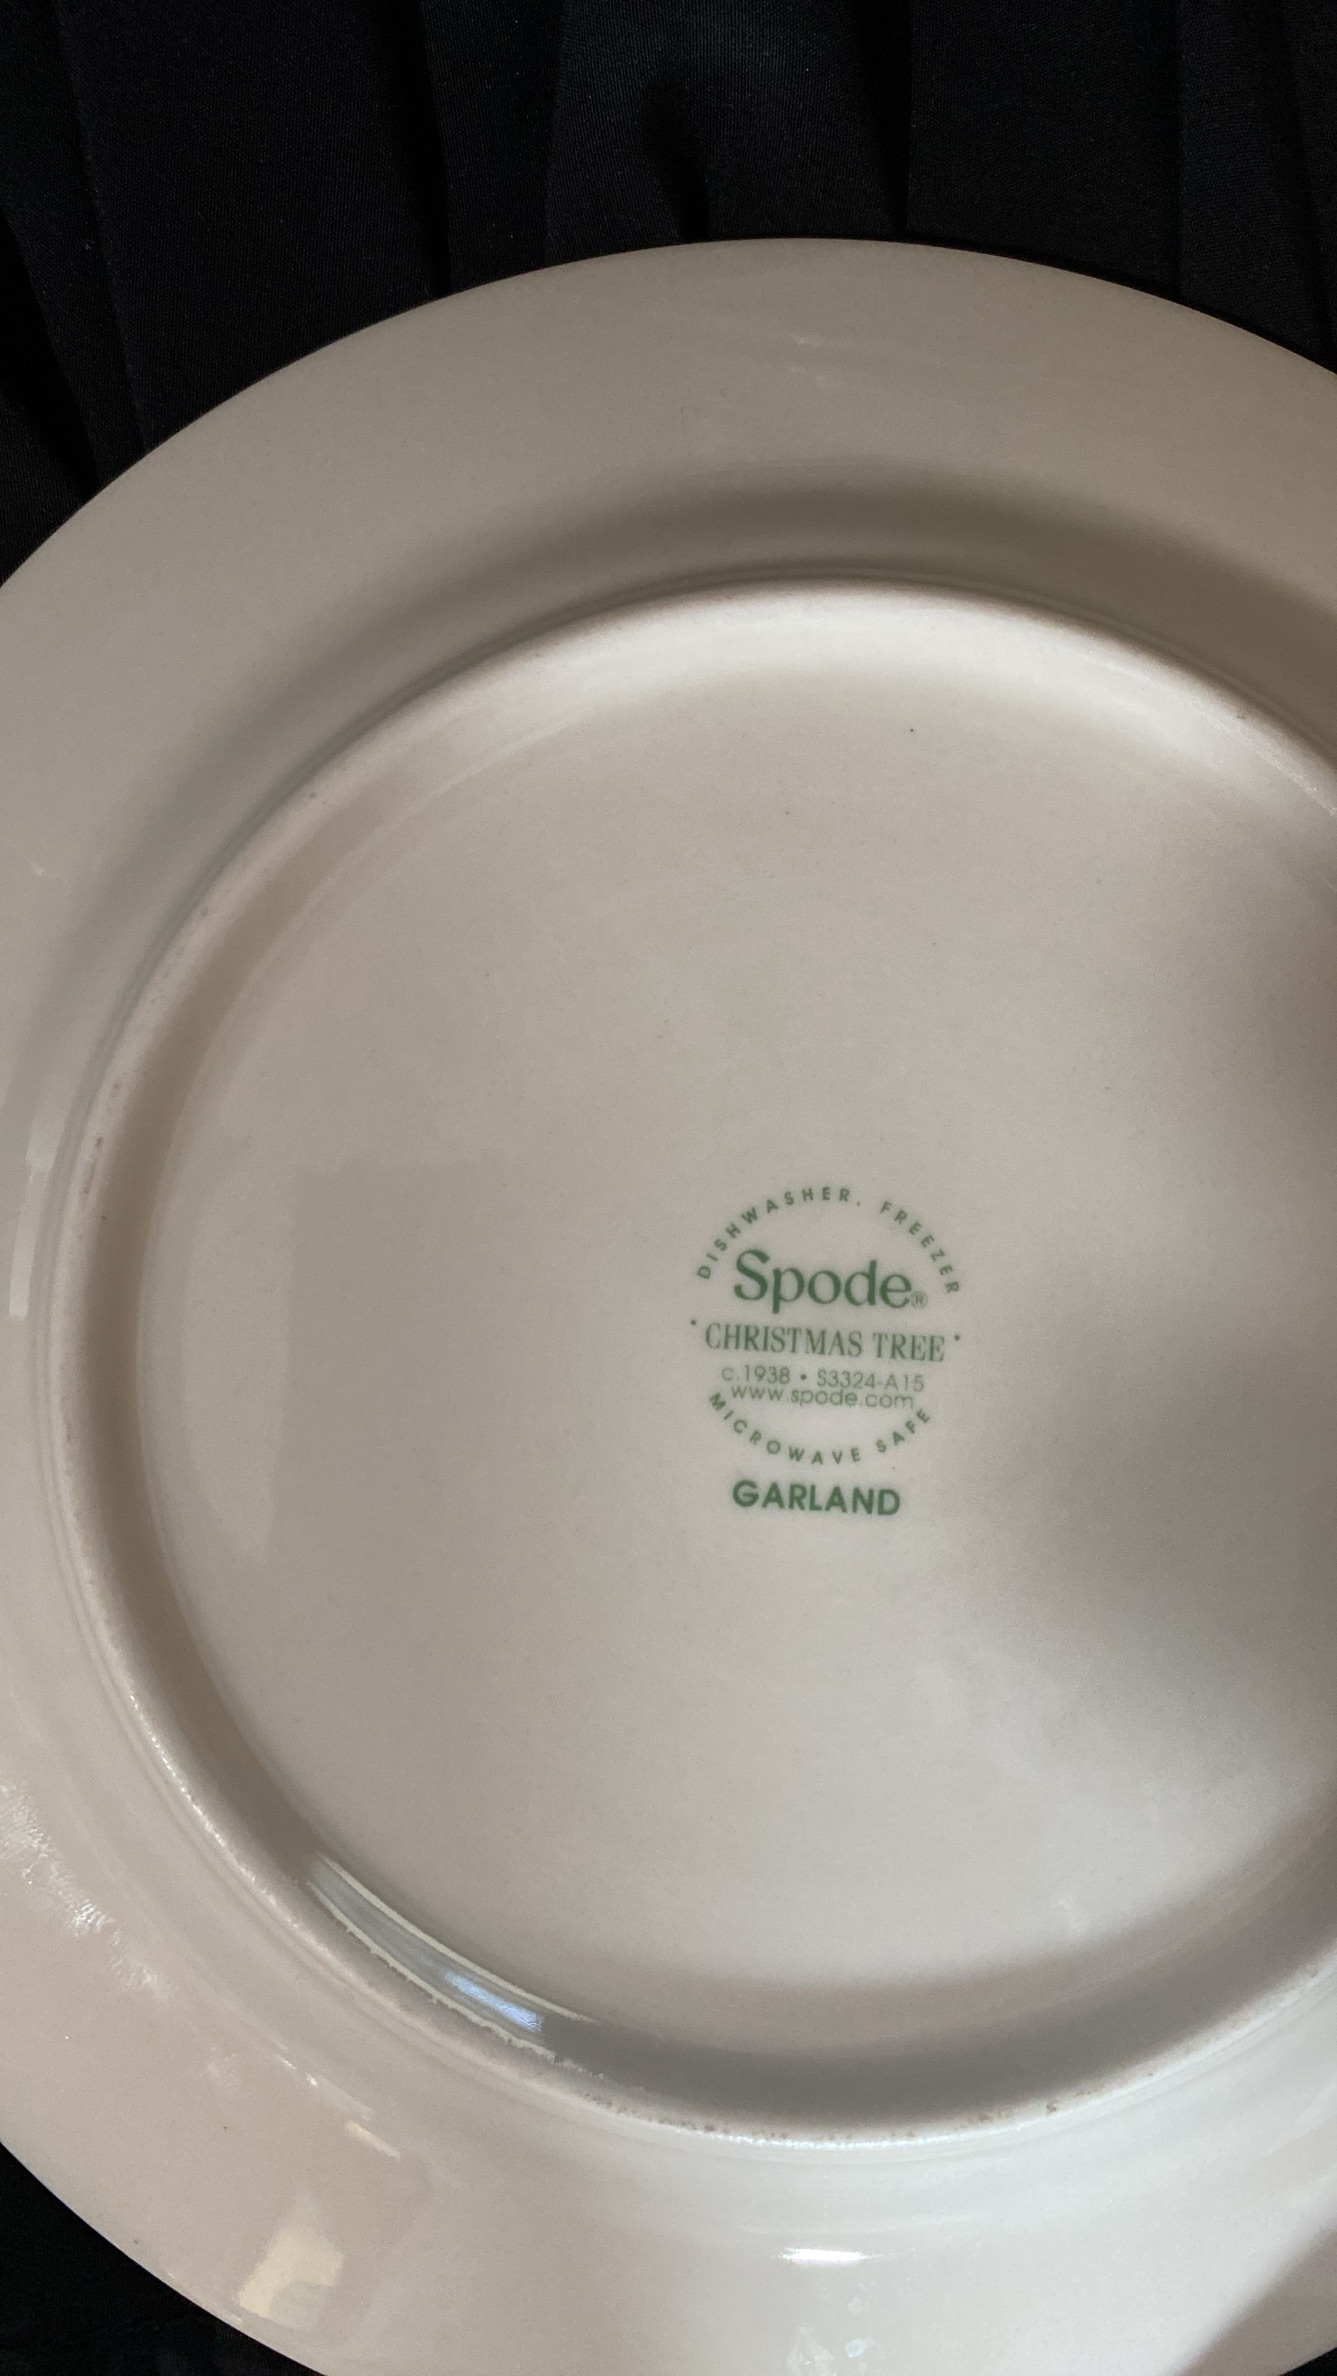 DISHWASHER. FREEZER
Spode®
• CHRISTMAS TREE •
c.1938 • S3324-A15
www.spode.com
MICROWAVE SAFE
GARLAND